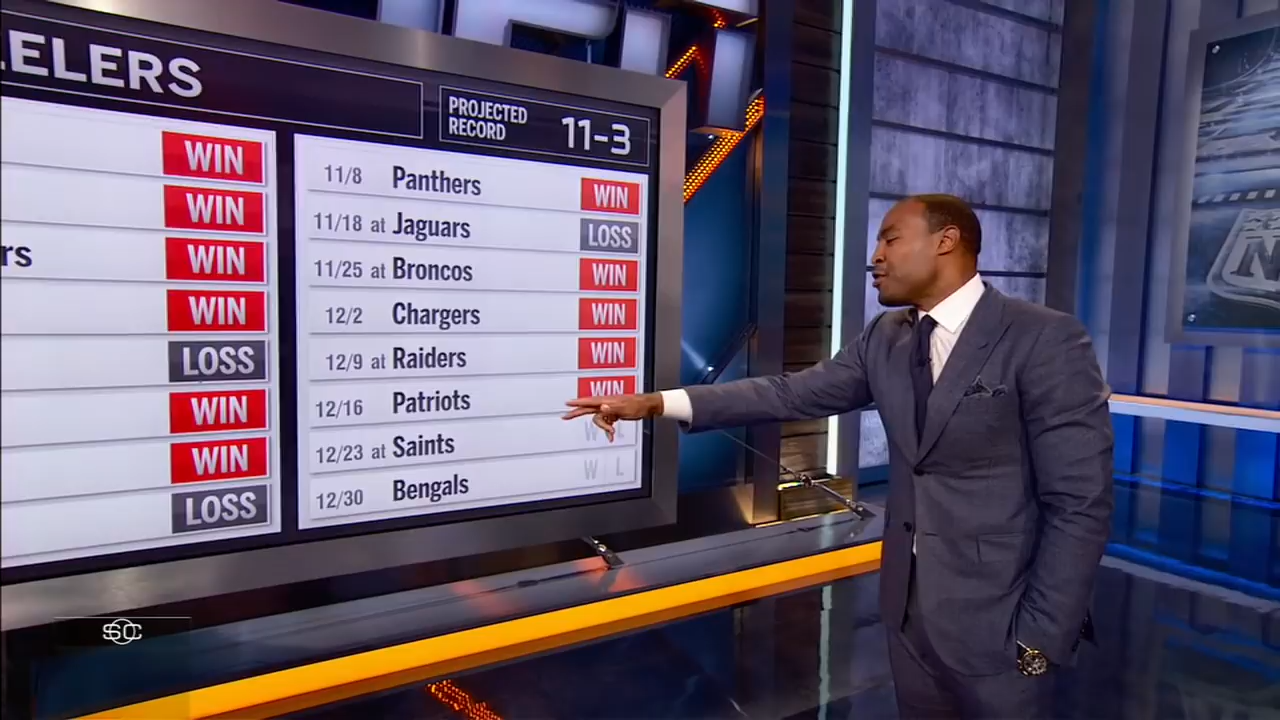 ELERS
PROJECTED
RECORD
11-3
WIN
WIN
rs WIN
WIN
LOSS
WIN
WIN
LOSS
11/8 Panthers WIN
11/18 at Jaguars LOSS
11/25 at Broncos WIN
12/2 Chargers WIN
12/9 at Raiders WIN
12/16 Patriots WIN
12/23 at Saints W L
12/30 Bengals W L
SC
N